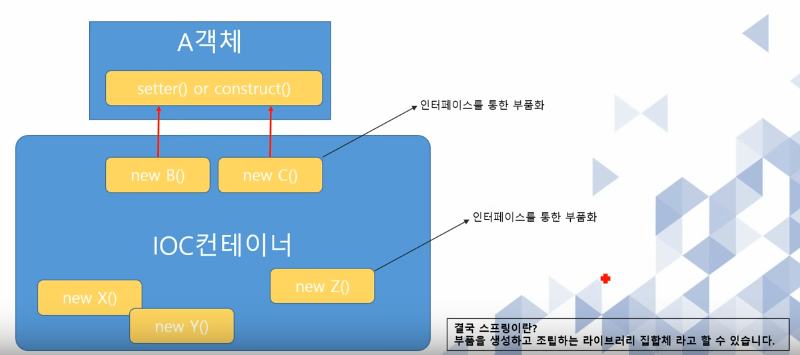 A객체
setter() or construct()
인터페이스를 통한 부품화
new B()
new C()
인터페이스를 통한 부품화
IOC컨테이너
new Z()
new X()
new Y()
결국 스프링이란?
부품을 생성하고 조립하는 라이브러리 집합체 라고 할 수 있습니다.